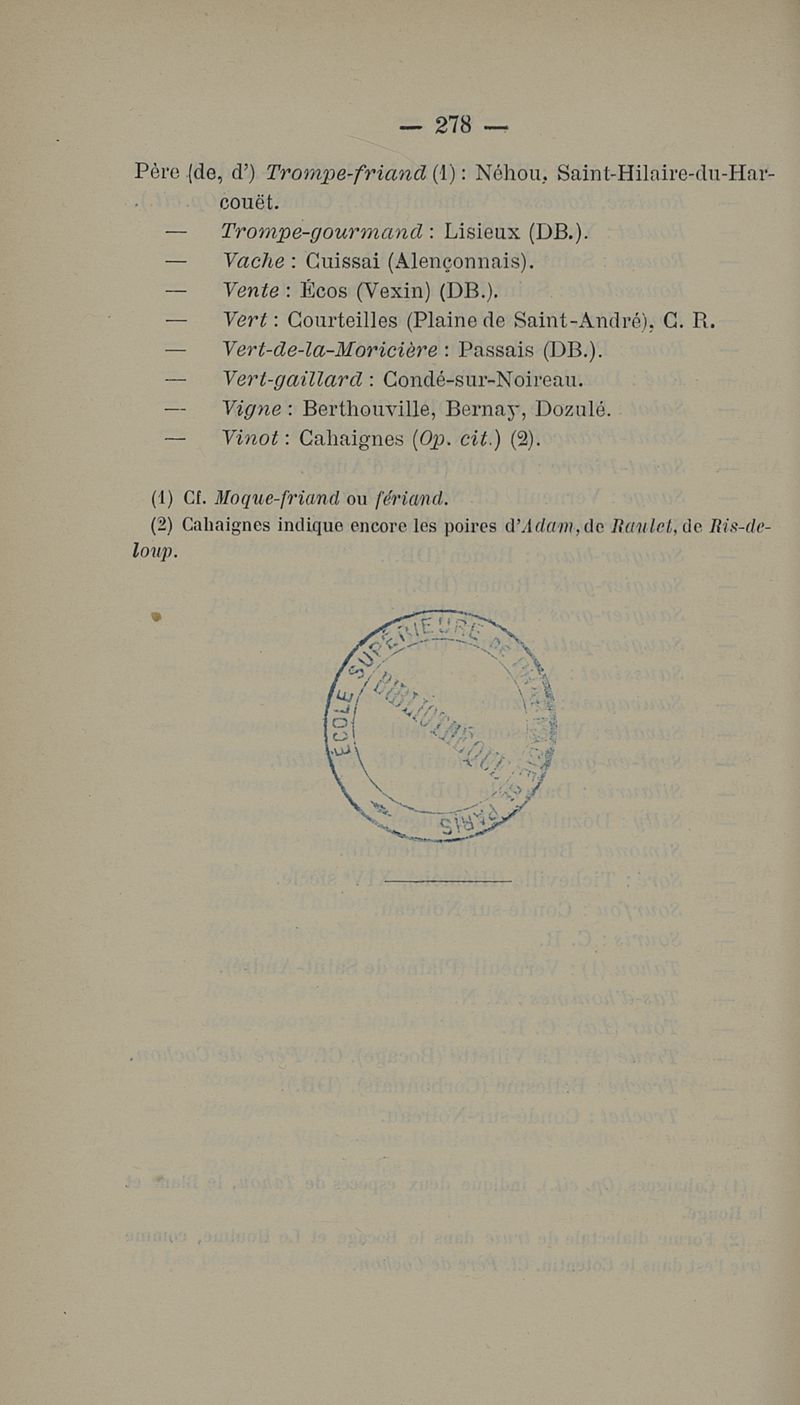 — 278 —
Père (de, d') Trompe-friand (1) : Néhou, Saint-Hilaire-du-Har-
couët.
— Trompe-gourmand : Lisieux (DB.).
— Vache : Cuissai (Alençonnais).
— Vente : Écos (Vexin) (DB.).
— Vert : Courteilles (Plaine de Saint-André), C. R.
— Vert-de-la-Moricière : Passais (DB.).
— Vert-gaillard : Condé-sur-Noireau.
— Vigne : Berthouville, Bernay, Dozulé.
— Vinot : Cahaignes (Op. cit.) (2).
(1) Cf. Moque-friand ou fériand.
(2) Cahaignes indique encore les poires d'Adam, de Raulet, de Ris-de-
loup.
ÉCOLE SUPÉRIEURE
PARIS